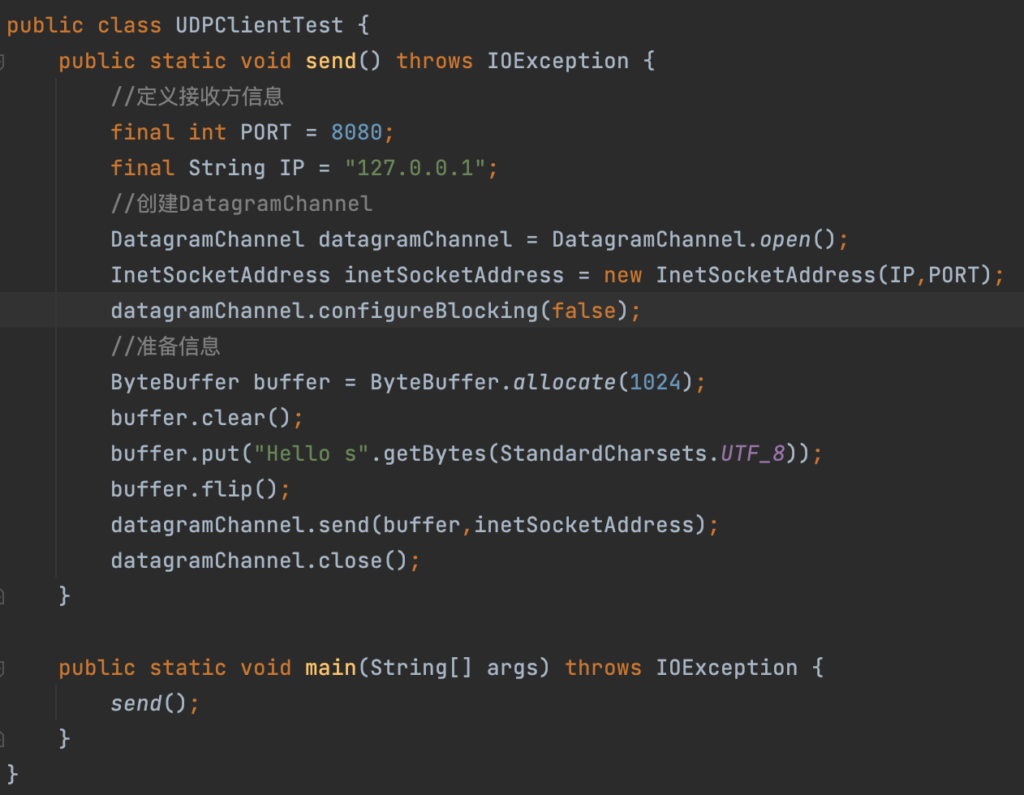 public class UDPClientTest {
    public static void send() throws IOException {
        //定义接收方信息
        final int PORT = 8080;
        final String IP = "127.0.0.1";
        //创建DatagramChannel
        DatagramChannel datagramChannel = DatagramChannel.open();
        InetSocketAddress inetSocketAddress = new InetSocketAddress(IP,PORT);
        datagramChannel.configureBlocking(false);
        //准备信息
        ByteBuffer buffer = ByteBuffer.allocate(1024);
        buffer.clear();
        buffer.put("Hello s".getBytes(StandardCharsets.UTF_8));
        buffer.flip();
        datagramChannel.send(buffer,inetSocketAddress);
        datagramChannel.close();
    }

    public static void main(String[] args) throws IOException {
        send();
    }
}